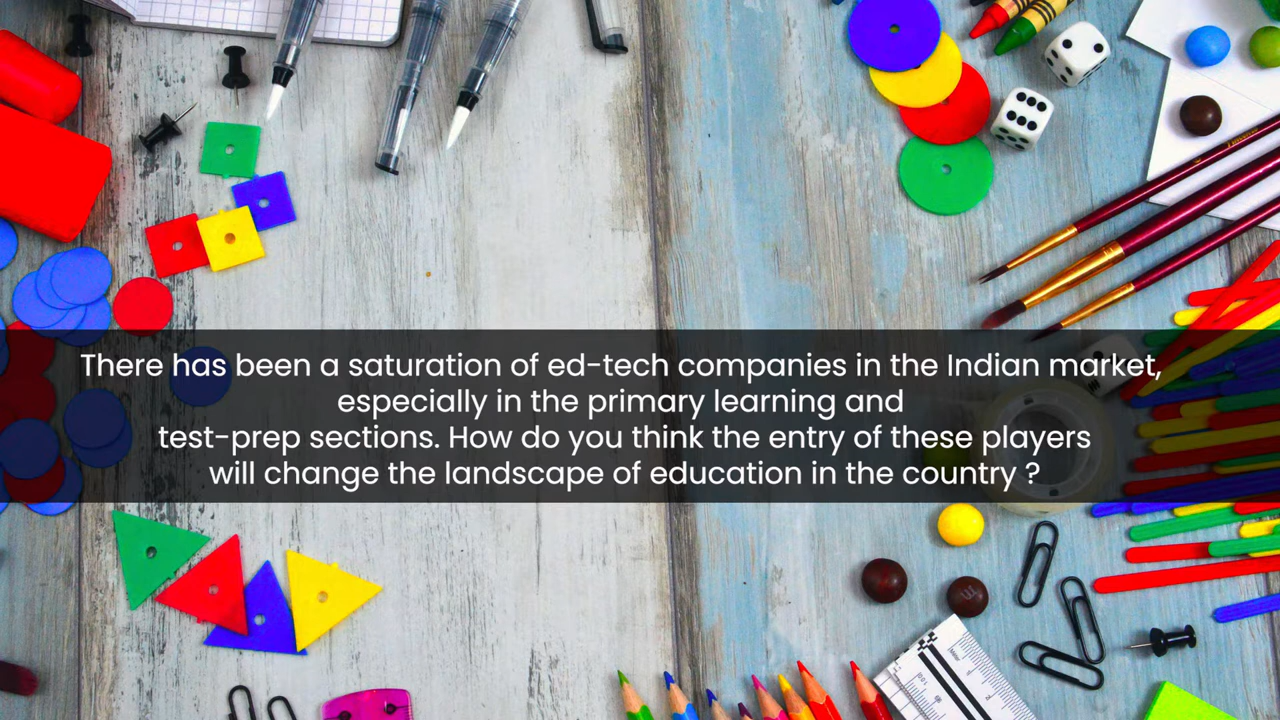 There has been a saturation of ed-tech companies in the Indian market,
especially in the primary learning and
test-prep sections. How do you think the entry of these players
will change the landscape of education in the country ?